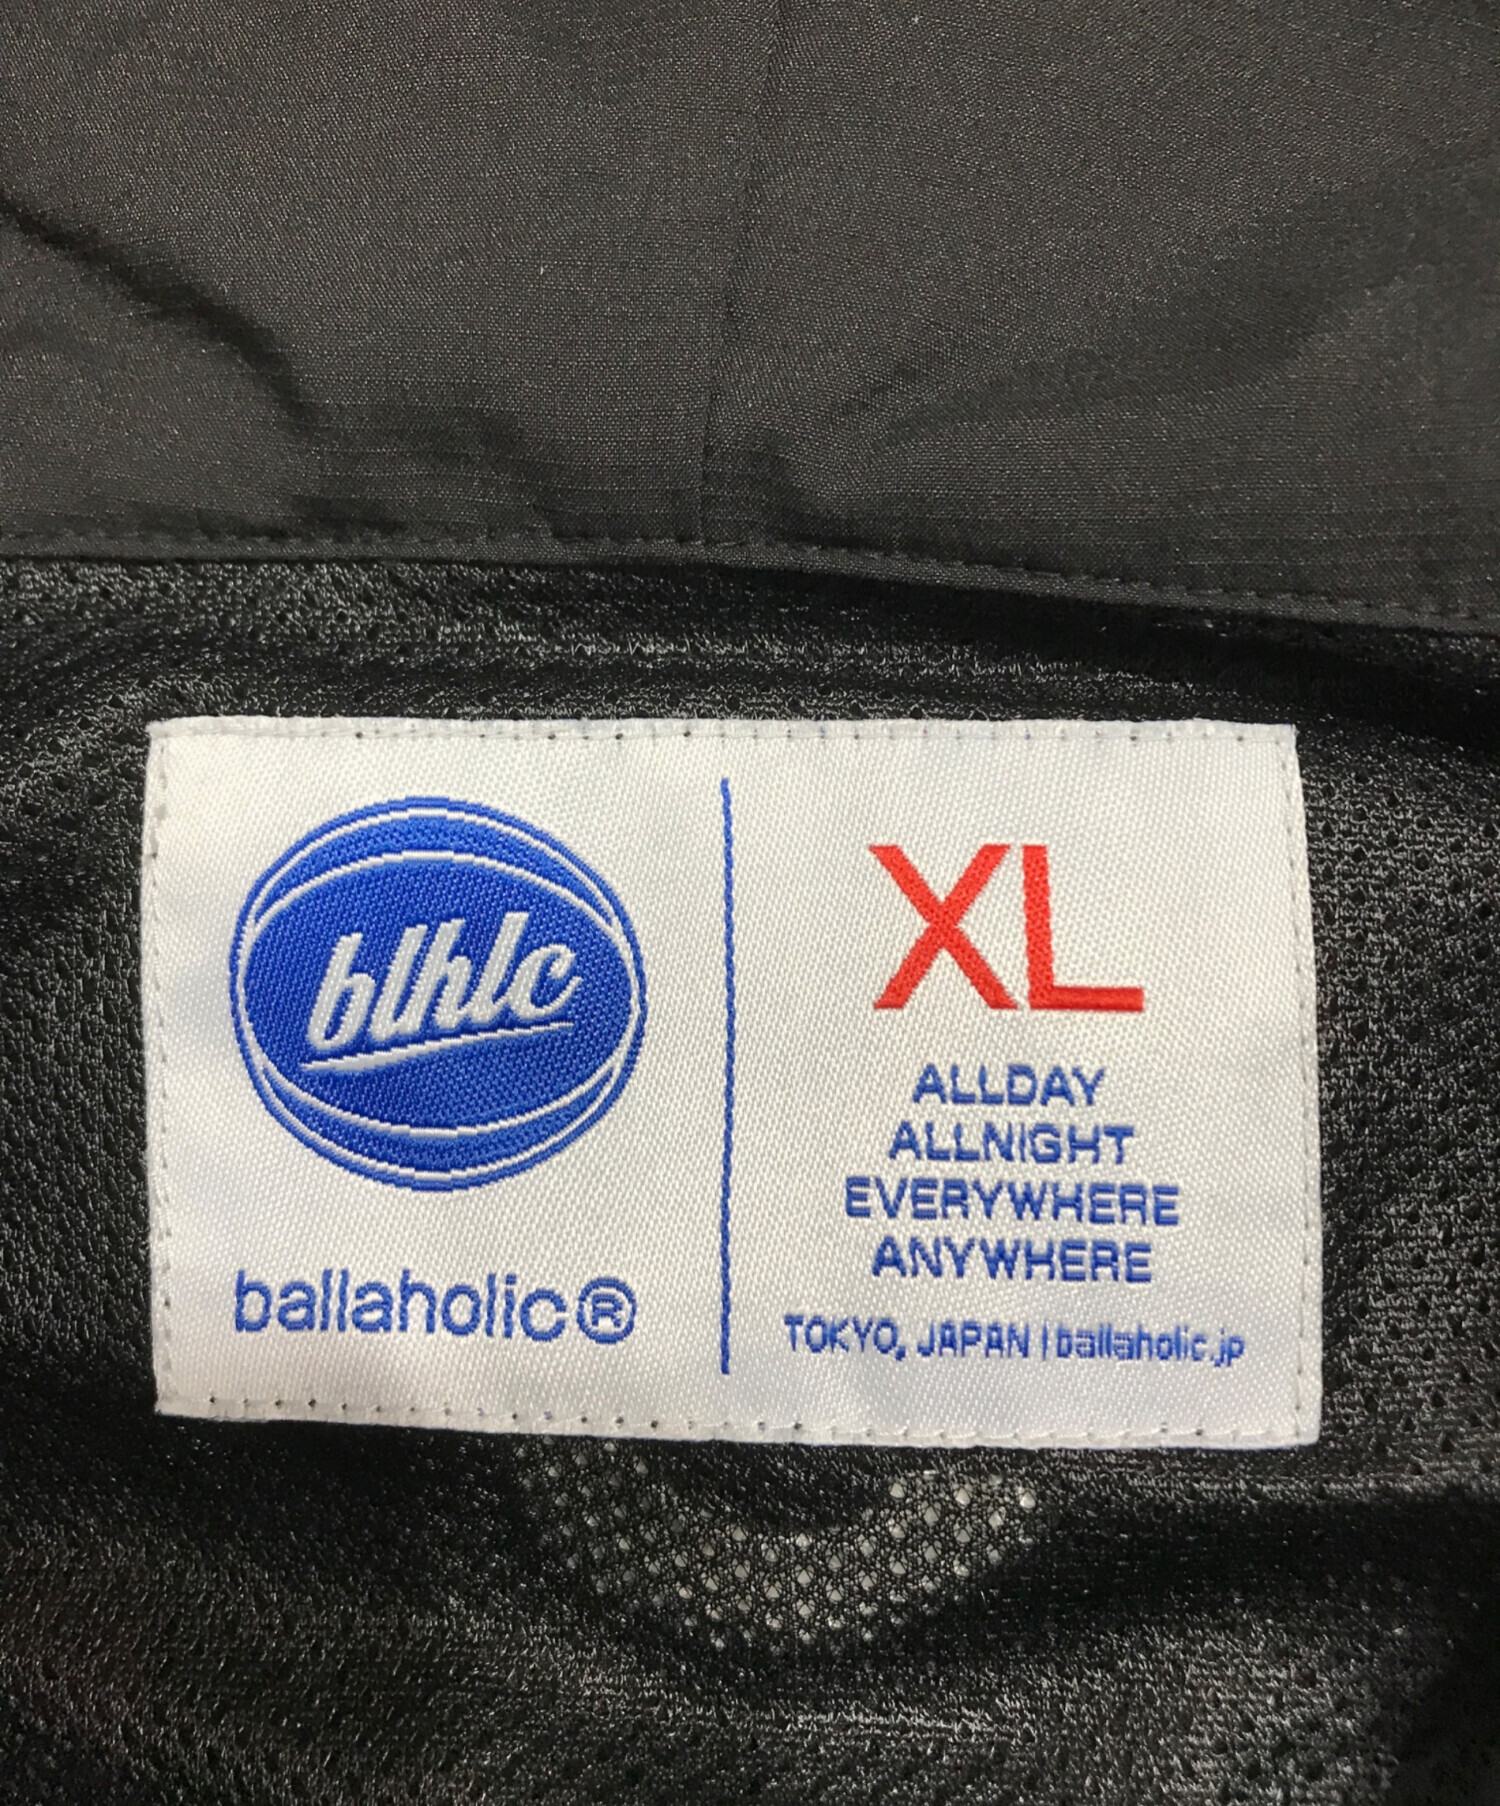 blhlc
ballaholic®
XL
ALLDAY
ALLNIGHT
EVERYWHERE
ANYWHERE
TOKYO, JAPAN | ballaholic.jp